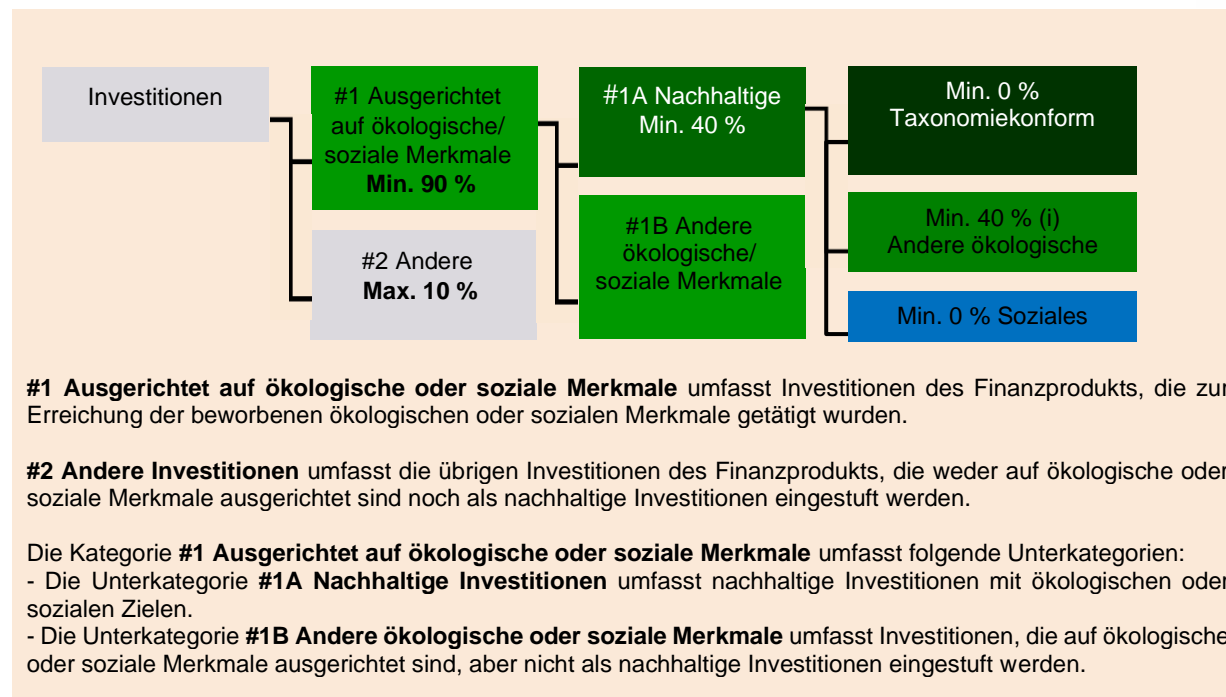 Investitionen
#1 Ausgerichtet
auf ökologische/
soziale Merkmale
Min. 90 %
#2 Andere
Max. 10 %
#1A Nachhaltige
Min. 40 %
#1B Andere
ökologische/
soziale Merkmale
Min. 0 %
Taxonomiekonform
Min. 40 % (i)
Andere ökologische
Min. 0 % Soziales
#1 Ausgerichtet auf ökologische oder soziale Merkmale umfasst Investitionen des Finanzprodukts, die zur
Erreichung der beworbenen ökologischen oder sozialen Merkmale getätigt wurden.
#2 Andere Investitionen umfasst die übrigen Investitionen des Finanzprodukts, die weder auf ökologische oder
soziale Merkmale ausgerichtet sind noch als nachhaltige Investitionen eingestuft werden.
Die Kategorie #1 Ausgerichtet auf ökologische oder soziale Merkmale umfasst folgende Unterkategorien:
- Die Unterkategorie #1A Nachhaltige Investitionen umfasst nachhaltige Investitionen mit ökologischen oder
sozialen Zielen.
- Die Unterkategorie #1B Andere ökologische oder soziale Merkmale umfasst Investitionen, die auf ökologische
oder soziale Merkmale ausgerichtet sind, aber nicht als nachhaltige Investitionen eingestuft werden.